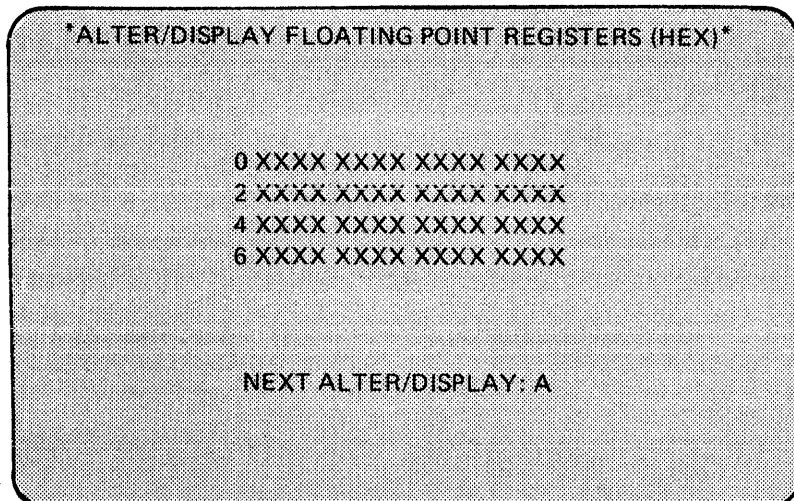 *ALTER/DISPLAY FLOATING POINT REGISTERS (HEX)*
0 XXXX XXXX XXXX XXXX
2 XXXX XXXX XXXX XXXX
4 XXXX XXXX XXXX XXXX
6 XXXX XXXX XXXX XXXX
NEXT ALTER/DISPLAY: A